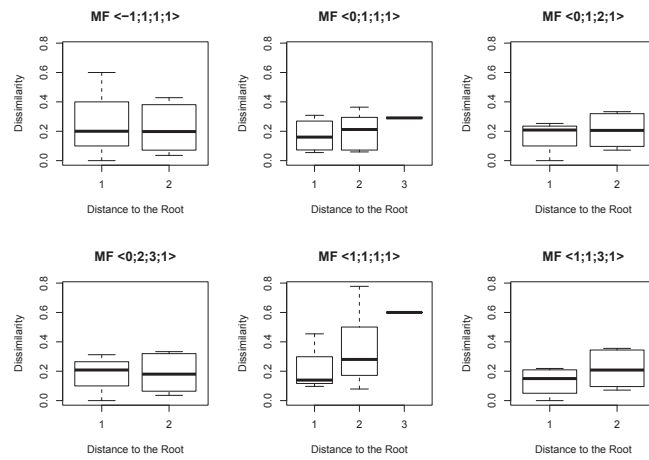 MF <−1;1;1;1>
Dissimilarity
0.0 0.2 0.4 0.6 0.8
1 2
Distance to the Root
MF <0;1;1;1>
Dissimilarity
0.0 0.2 0.4 0.6 0.8
1 2 3
Distance to the Root
MF <0;1;2;1>
Dissimilarity
0.0 0.2 0.4 0.6 0.8
1 2
Distance to the Root
MF <0;2;3;1>
Dissimilarity
0.0 0.2 0.4 0.6 0.8
1 2
Distance to the Root
MF <1;1;1;1>
Dissimilarity
0.0 0.2 0.4 0.6 0.8
1 2 3
Distance to the Root
MF <1;1;3;1>
Dissimilarity
0.0 0.2 0.4 0.6 0.8
1 2
Distance to the Root